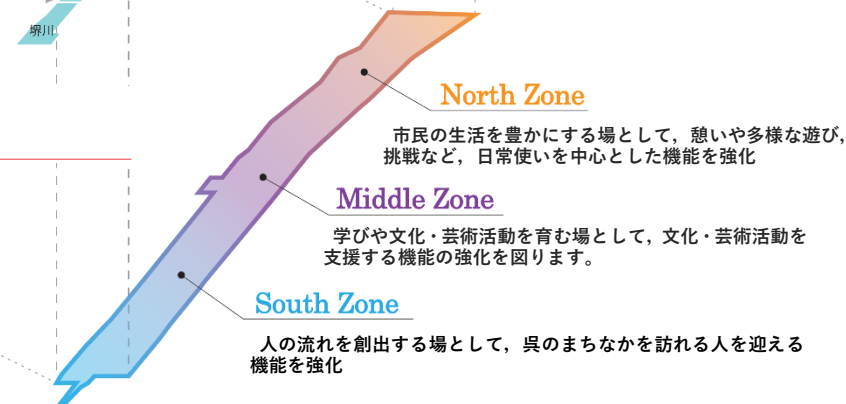 堺川
North Zone
市民の生活を豊かにする場として，憩いや多様な遊び，
挑戦など，日常使いを中心とした機能を強化
Middle Zone
学びや文化・芸術活動を育む場として，文化・芸術活動を
支援する機能の強化を図ります。
South Zone
人の流れを創出する場として，呉のまちなかを訪れる人を迎える
機能を強化